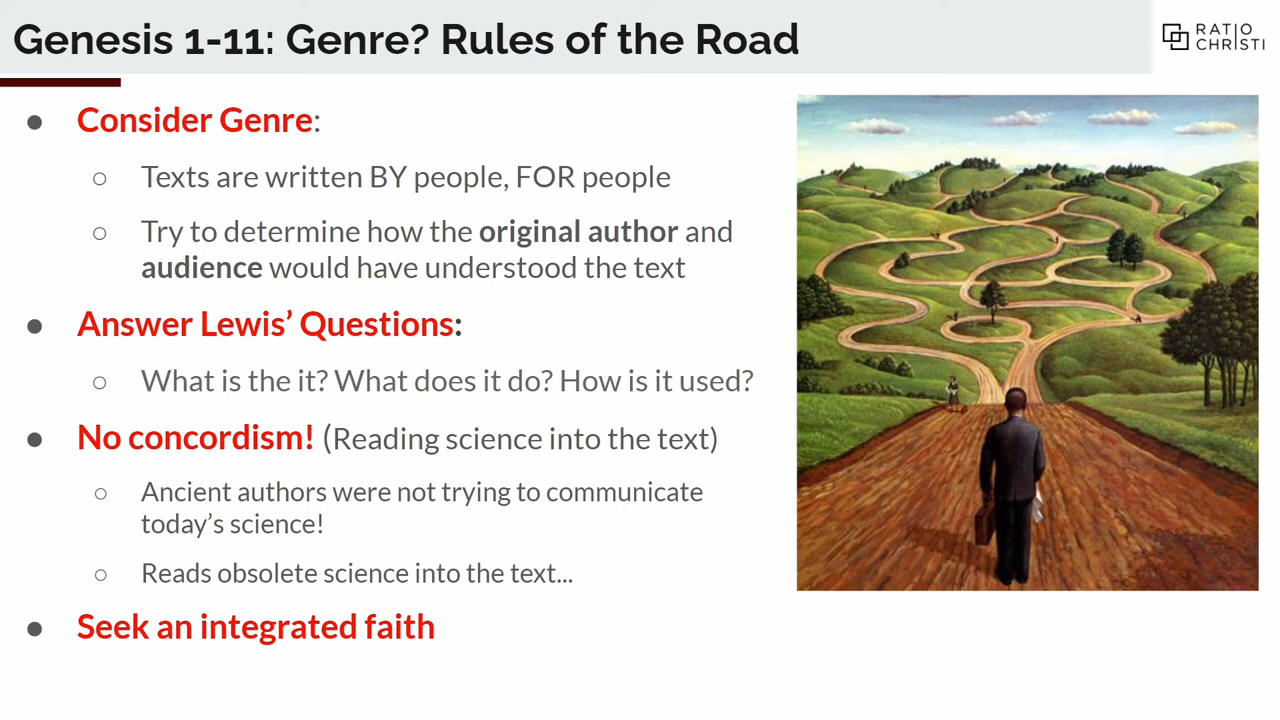 Genesis 1-11: Genre? Rules of the Road
RATIO
CHRISTI
● Consider Genre:
○ Texts are written BY people, FOR people
○ Try to determine how the original author and
audience would have understood the text
● Answer Lewis’ Questions:
○ What is the it? What does it do? How is it used?
● No concordism! (Reading science into the text)
○ Ancient authors were not trying to communicate
today’s science!
○ Reads obsolete science into the text...
● Seek an integrated faith